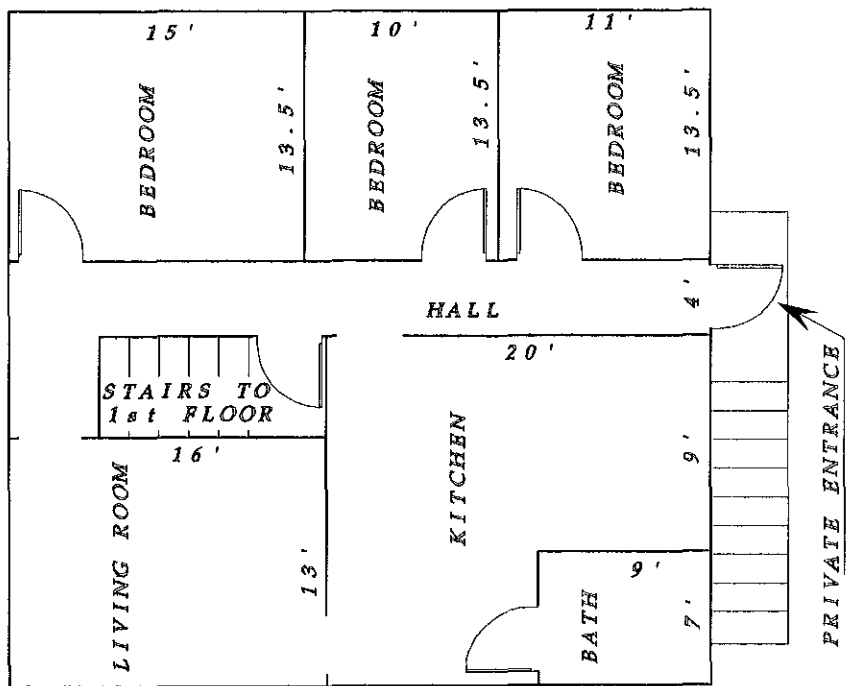 15'
10'
11'
BEDROOM
13.5'
BEDROOM
13.5'
BEDROOM
13.5'
HALL
4'
20'
STAIRS TO
1st FLOOR
16'
KITCHEN
9'
PRIVATE ENTRANCE
LIVING ROOM
13'
9'
BATH
7'